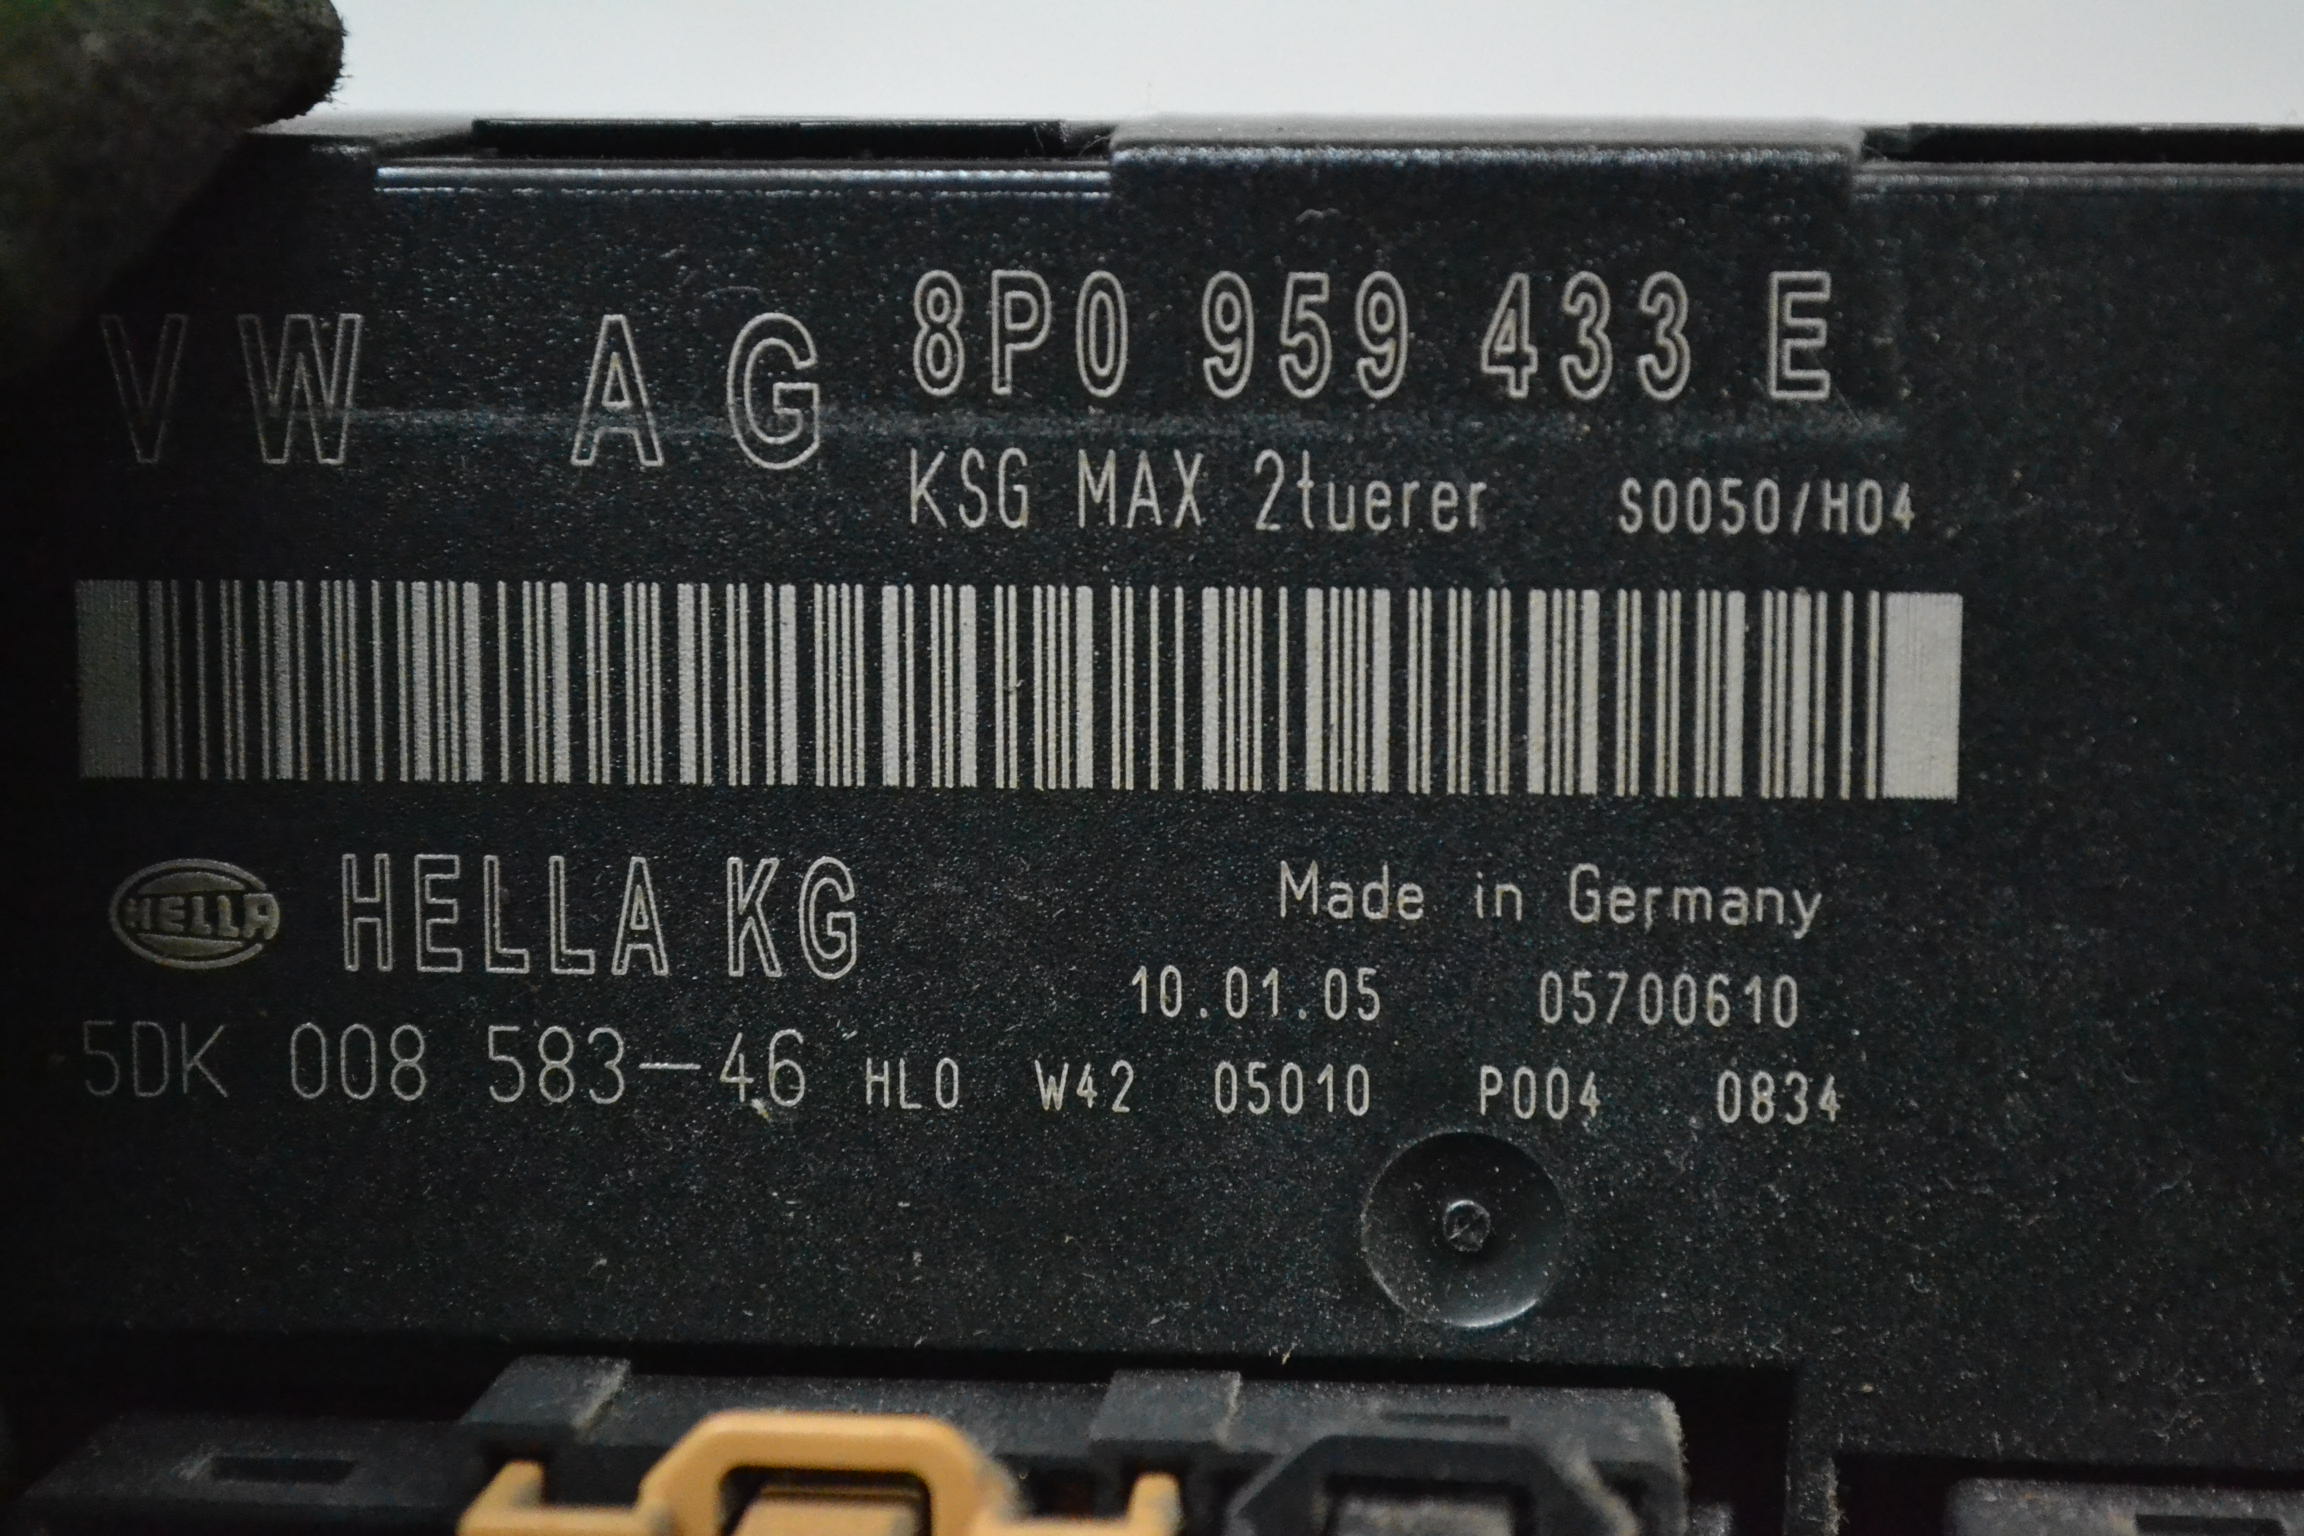 VW AG 8P0 959 433 E
KSG MAX 2tuerer S0050/H04
HELLA HELLA KG Made in Germany
10.01.05 05700610
5DK 008 583-46 HLO W42 05010 P004 0834